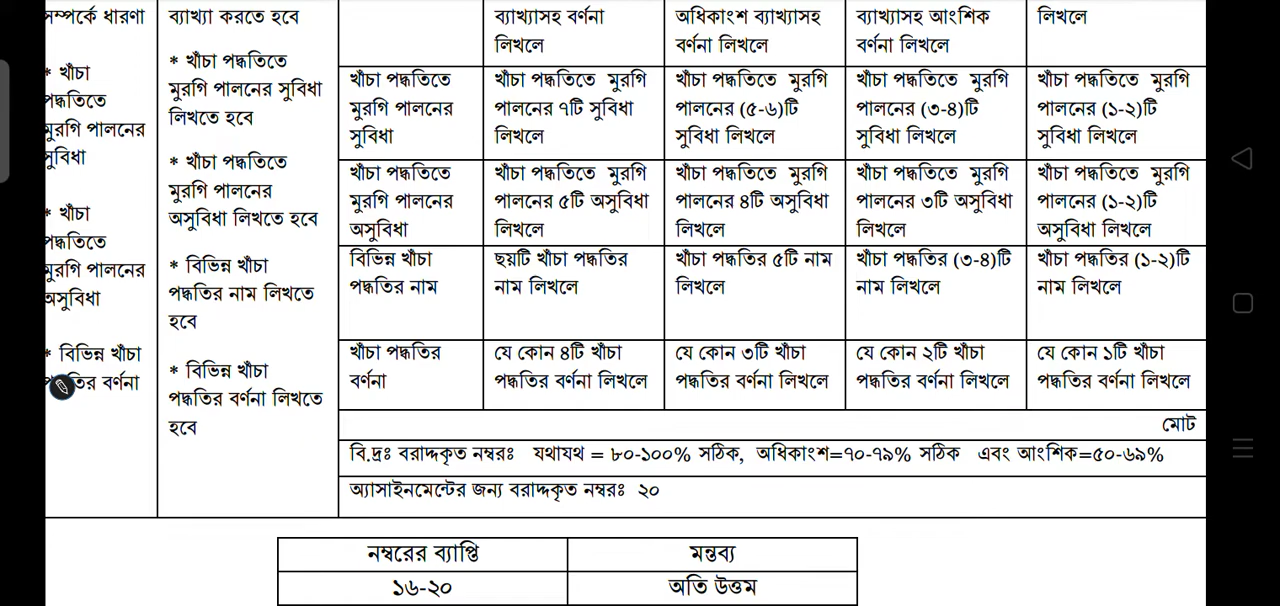 সম্পর্কে ধারণা
* খাঁচা
পদ্ধতিতে
মুরগি পালনের
সুবিধা
* খাঁচা
পদ্ধতিতে
মুরগি পালনের
অসুবিধা
* বিভিন্ন খাঁচা
বর্ণনা
ব্যাখ্যা করতে হবে
* খাঁচা পদ্ধতিতে
মুরগি পালনের সুবিধা
লিখতে হবে
* খাঁচা পদ্ধতিতে
মুরগি পালনের
অসুবিধা লিখতে হবে
* বিভিন্ন খাঁচা
পদ্ধতির নাম লিখতে
হবে
* বিভিন্ন খাঁচা
পদ্ধতির বর্ণনা লিখতে
হবে
ব্যাখ্যাসহ বর্ণনা
লিখলে
অধিকাংশ ব্যাখ্যাসহ
বর্ণনা লিখলে
ব্যাখ্যাসহ আংশিক
বর্ণনা লিখলে
লিখলে
খাঁচা পদ্ধতিতে
মুরগি পালনের
সুবিধা
খাঁচা পদ্ধতিতে মুরগি
পালনের ৭টি সুবিধা
লিখলে
খাঁচা পদ্ধতিতে মুরগি
পালনের (৫-৬)টি
সুবিধা লিখলে
খাঁচা পদ্ধতিতে মুরগি
পালনের (৩-৪)টি
সুবিধা লিখলে
খাঁচা পদ্ধতিতে মুরগি
পালনের (১-২)টি
সুবিধা লিখলে
খাঁচা পদ্ধতিতে
মুরগি পালনের
অসুবিধা
খাঁচা পদ্ধতিতে মুরগি
পালনের ৫টি অসুবিধা
লিখলে
খাঁচা পদ্ধতিতে মুরগি
পালনের ৪টি অসুবিধা
লিখলে
খাঁচা পদ্ধতিতে মুরগি
পালনের ৩টি অসুবিধা
লিখলে
খাঁচা পদ্ধতিতে মুরগি
পালনের (১-২)টি
অসুবিধা লিখলে
বিভিন্ন খাঁচা
পদ্ধতির নাম
ছয়টি খাঁচা পদ্ধতির
নাম লিখলে
খাঁচা পদ্ধতির ৫টি নাম
লিখলে
খাঁচা পদ্ধতির (৩-৪)টি
নাম লিখলে
খাঁচা পদ্ধতির (১-২)টি
নাম লিখলে
খাঁচা পদ্ধতির
বর্ণনা
যে কোন ৪টি খাঁচা
পদ্ধতির বর্ণনা লিখলে
যে কোন ৩টি খাঁচা
পদ্ধতির বর্ণনা লিখলে
যে কোন ২টি খাঁচা
পদ্ধতির বর্ণনা লিখলে
যে কোন ১টি খাঁচা
পদ্ধতির বর্ণনা লিখলে
মোট
বি.দ্রঃ বরাদ্দকৃত নম্বরঃ যথাযথ = ৮০-১০০% সঠিক, অধিকাংশ=৭০-৭৯% সঠিক এবং আংশিক=৫০-৬৯%
অ্যাসাইনমেন্টের জন্য বরাদ্দকৃত নম্বরঃ ২০
নম্বরের ব্যাপ্তি
মন্তব্য
১৬-২০
অতি উত্তম